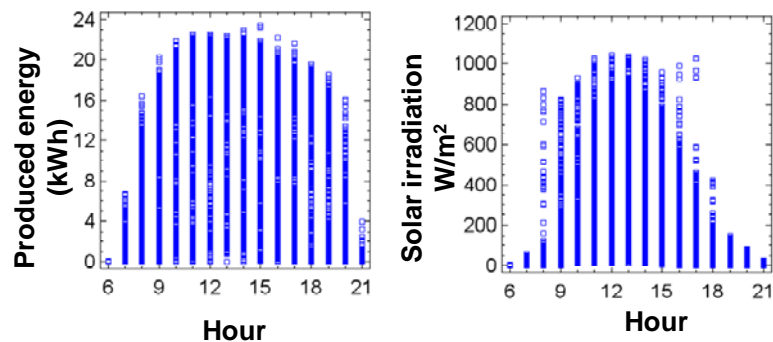 Produced energy
(kWh)
24
20
16
12
8
4
0
6 9 12 15 18 21
Hour
Solar irradiation
W/m²
1200
1000
800
600
400
200
0
6 9 12 15 18 21
Hour